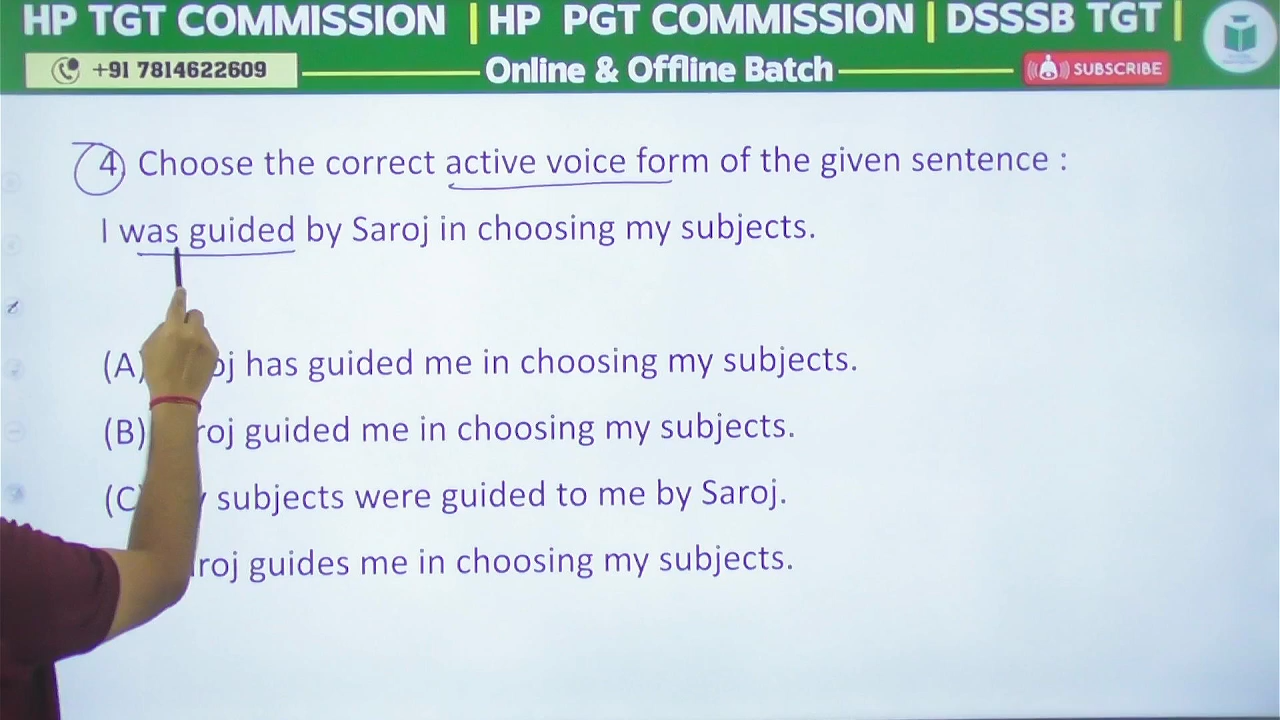 HP TGT COMMISSION | HP PGT COMMISSION | DSSSB TGT |
+91 7814622609 Online & Offline Batch SUBSCRIBE
4) Choose the correct active voice form of the given sentence :
I was guided by Saroj in choosing my subjects.
(A) has guided me in choosing my subjects.
(B) guided me in choosing my subjects.
(C) subjects were guided to me by Saroj.
guides me in choosing my subjects.